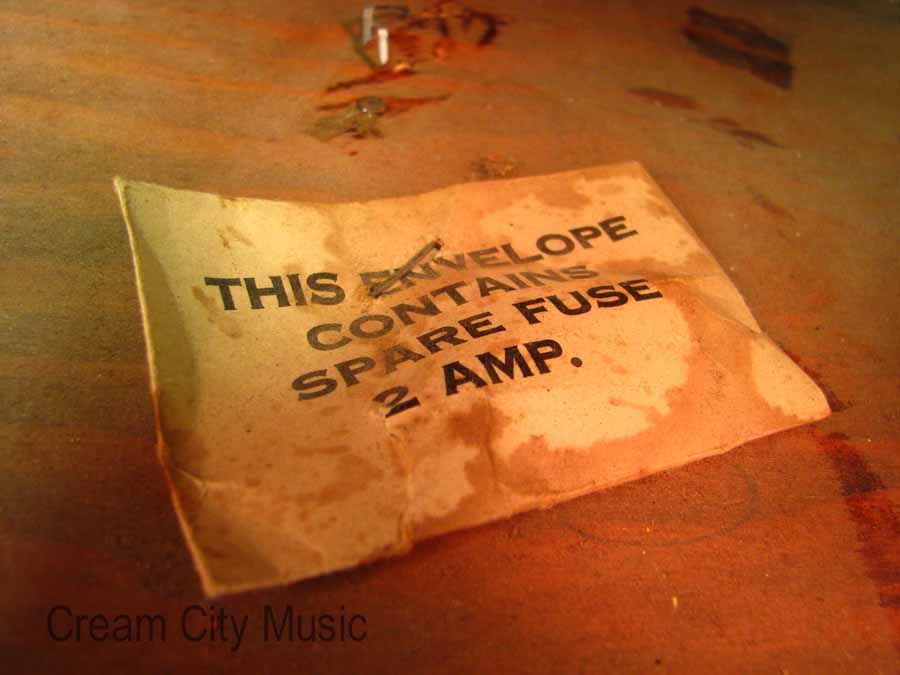 THIS ENVELOPE
CONTAINS
SPARE FUSE
2 AMP.
Cream City Music